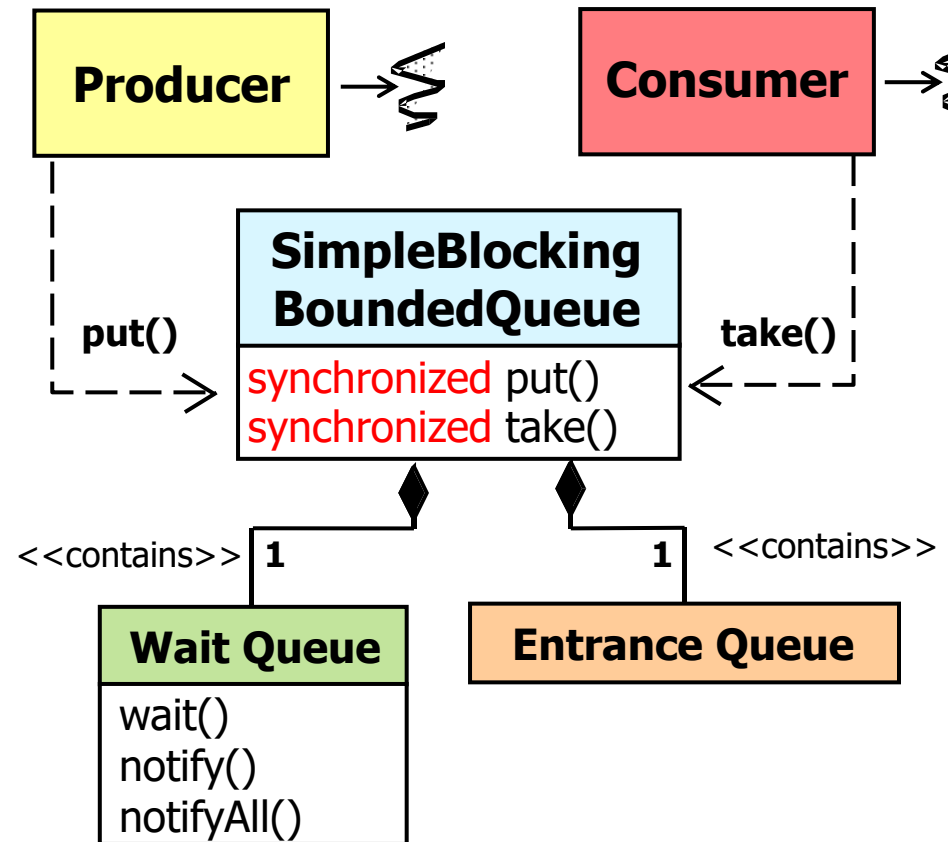 Producer
Consumer
SimpleBlocking
BoundedQueue
put()
take()
synchronized put()
synchronized take()
<<contains>>
1
1
<<contains>>
Wait Queue
Entrance Queue
wait()
notify()
notifyAll()